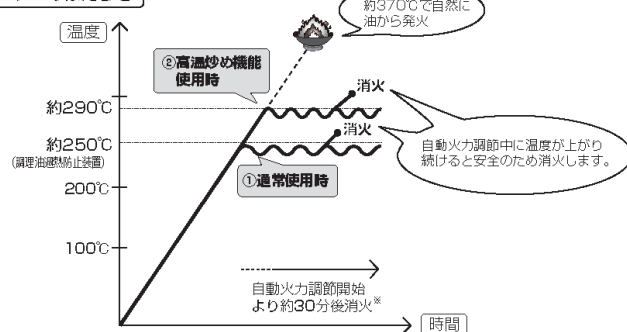 約370℃で自然に
油から発火
温度
②高温炒め機能
使用時
消火
約290℃
消火
約250℃
(調理油過熱防止装置)
自動火力調節中に温度が上がり
続けると安全のため消火します。
①通常使用時
200℃
100℃
自動火力調節開始
より約30分後消火※
時間